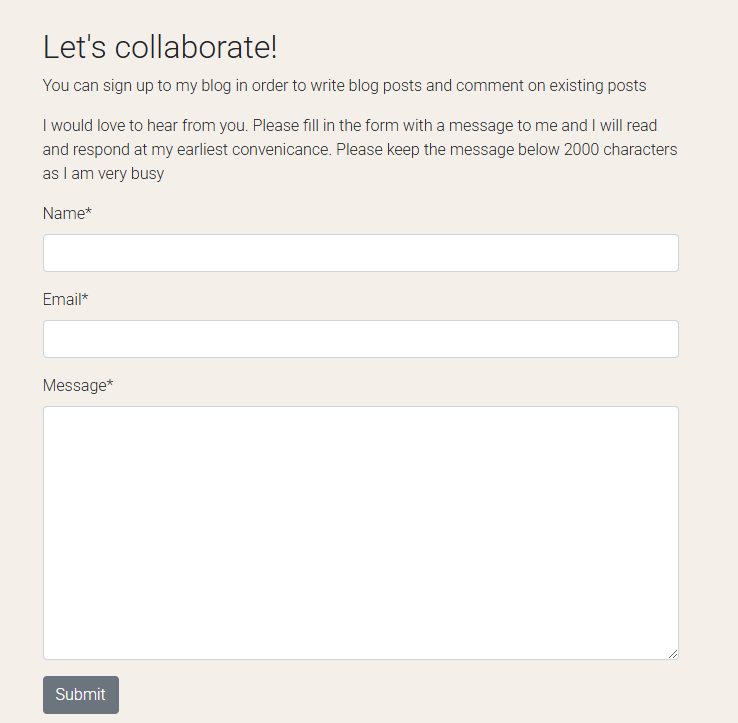 Let's collaborate!
You can sign up to my blog in order to write blog posts and comment on existing posts
I would love to hear from you. Please fill in the form with a message to me and I will read
and respond at my earliest convenicance. Please keep the message below 2000 characters
as I am very busy
Name*
Email*
Message*
Submit